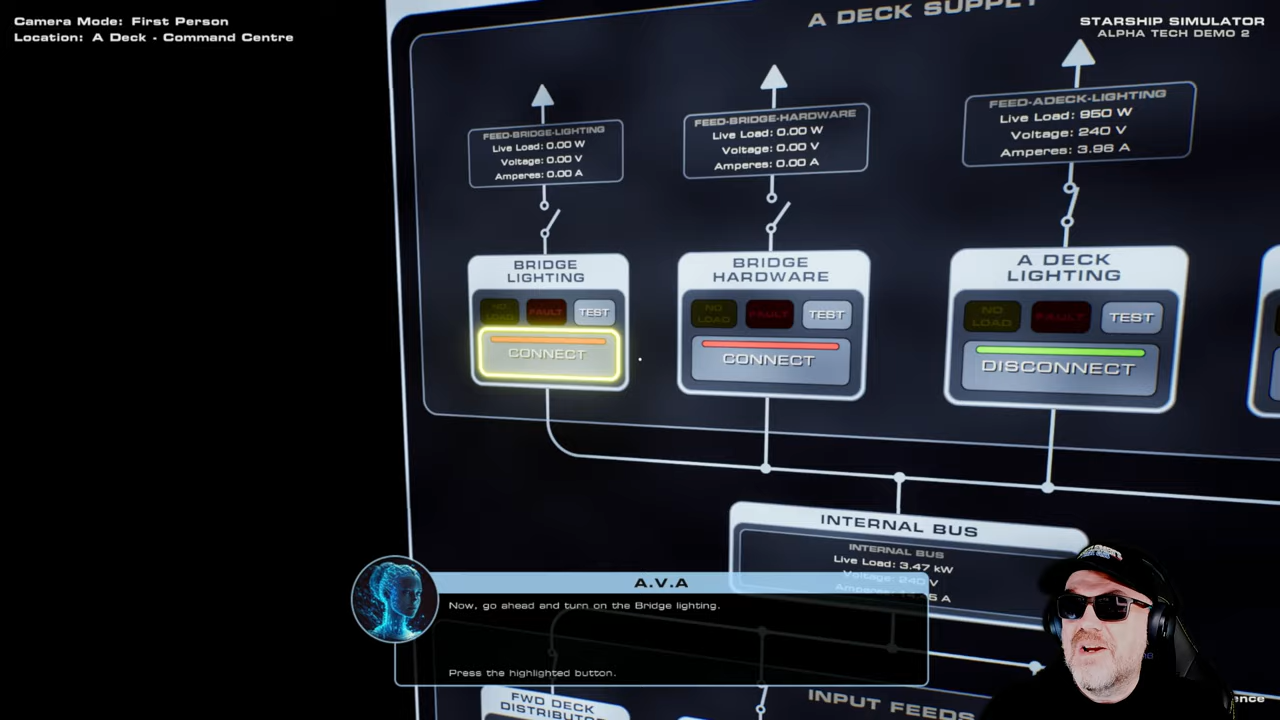 Camera Mode: First Person
Location: A Deck - Command Centre
STARSHIP SIMULATOR
ALPHA TECH DEMO 2
A DECK SUPPLY
FEED-BRIDGE-LIGHTING
Live Load: 0.00 W
Voltage: 0.00 V
Amperes: 0.00 A
FEED-BRIDGE-HARDWARE
Live Load: 0.00 W
Voltage: 0.00 V
Amperes: 0.00 A
FEED-ADECK-LIGHTING
Live Load: 950 W
Voltage: 240 V
Amperes: 3.96 A
BRIDGE
LIGHTING
NO
LOAD
FAULT
TEST
CONNECT
BRIDGE
HARDWARE
NO
LOAD
FAULT
TEST
CONNECT
A DECK
LIGHTING
NO
LOAD
FAULT
TEST
DISCONNECT
INTERNAL BUS
INTERNAL BUS
Live Load: 3.47 kW
Voltage: 240 V
A.V.A
Now, go ahead and turn on the Bridge lighting.
Press the highlighted button.
FWD DECK
INPUT FEEDS